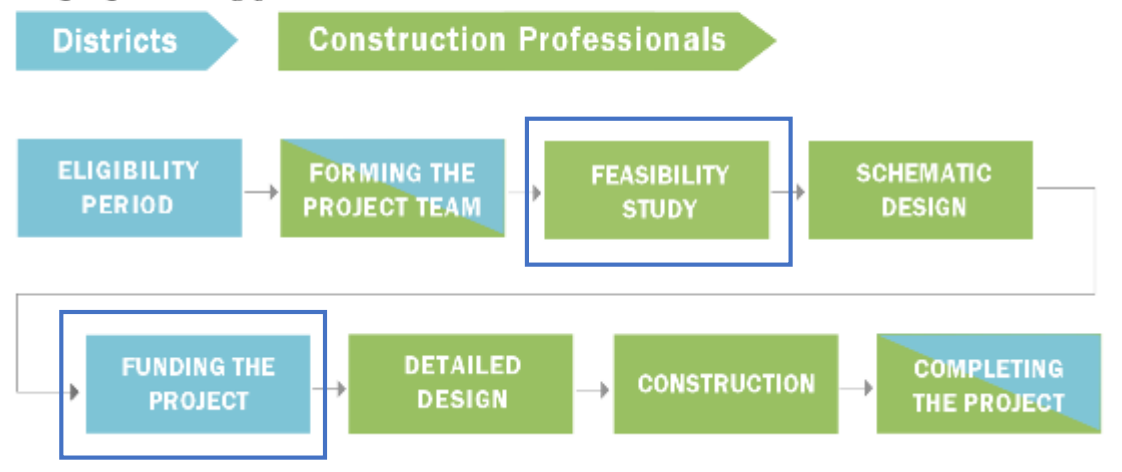 Districts
Construction Professionals
ELIGIBILITY
PERIOD
FORMING THE
PROJECT TEAM
FEASIBILITY
STUDY
SCHEMATIC
DESIGN
FUNDING THE
PROJECT
DETAILED
DESIGN
CONSTRUCTION
COMPLETING
THE PROJECT